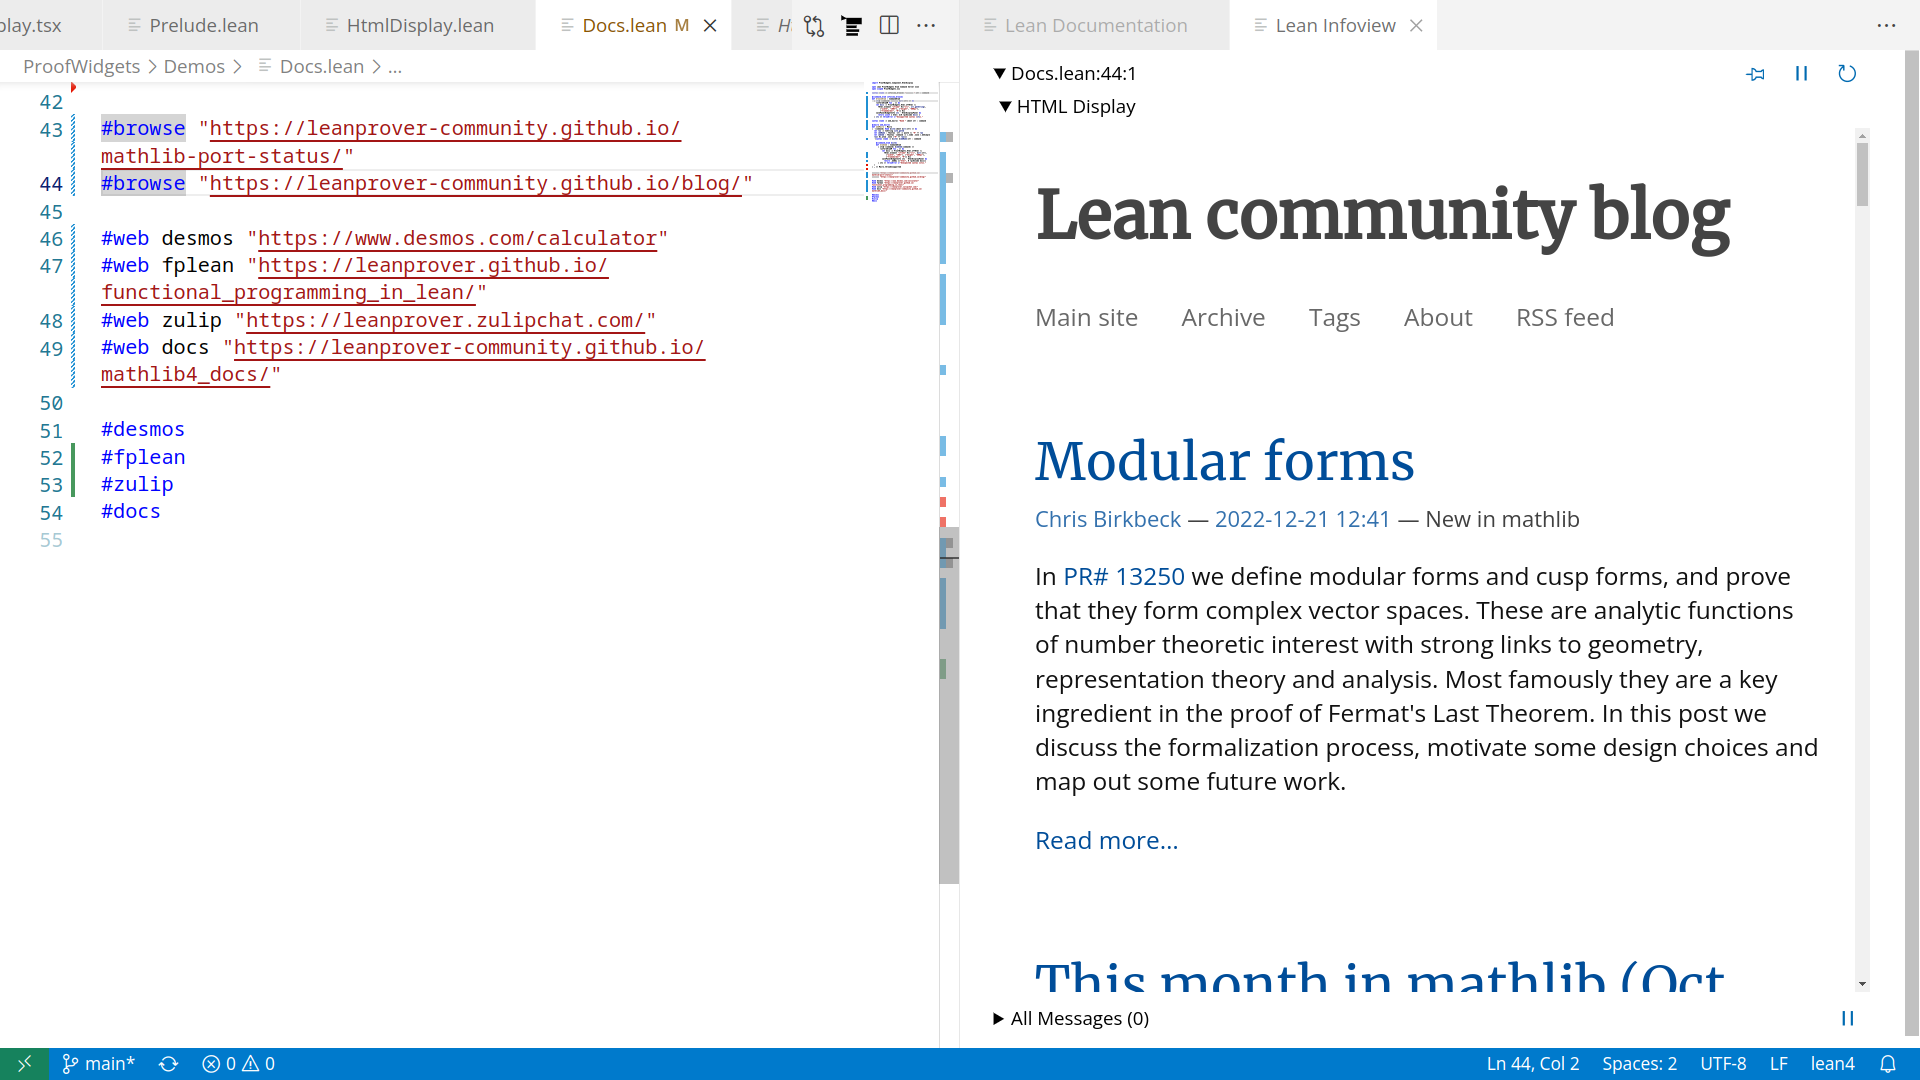 play.tsx
Prelude.lean
HtmlDisplay.lean
Docs.lean M
Lean Documentation
Lean Infoview
ProofWidgets > Demos > Docs.lean > ...
42
43 #browse "https://leanprover-community.github.io/
mathlib-port-status/"
44 #browse "https://leanprover-community.github.io/blog/"
45
46 #web desmos "https://www.desmos.com/calculator"
47 #web fplean "https://leanprover.github.io/
functional_programming_in_lean/"
48 #web zulip "https://leanprover.zulipchat.com/"
49 #web docs "https://leanprover-community.github.io/
mathlib4_docs/"
50
51 #desmos
52 #fplean
53 #zulip
54 #docs
55
Docs.lean:44:1
HTML Display
Lean community blog
Main site Archive Tags About RSS feed
Modular forms
Chris Birkbeck — 2022-12-21 12:41 — New in mathlib
In PR# 13250 we define modular forms and cusp forms, and prove
that they form complex vector spaces. These are analytic functions
of number theoretic interest with strong links to geometry,
representation theory and analysis. Most famously they are a key
ingredient in the proof of Fermat's Last Theorem. In this post we
discuss the formalization process, motivate some design choices and
map out some future work.
Read more...
This month in mathlib (Oct
All Messages (0)
main* 0 0
Ln 44, Col 2 Spaces: 2 UTF-8 LF lean4